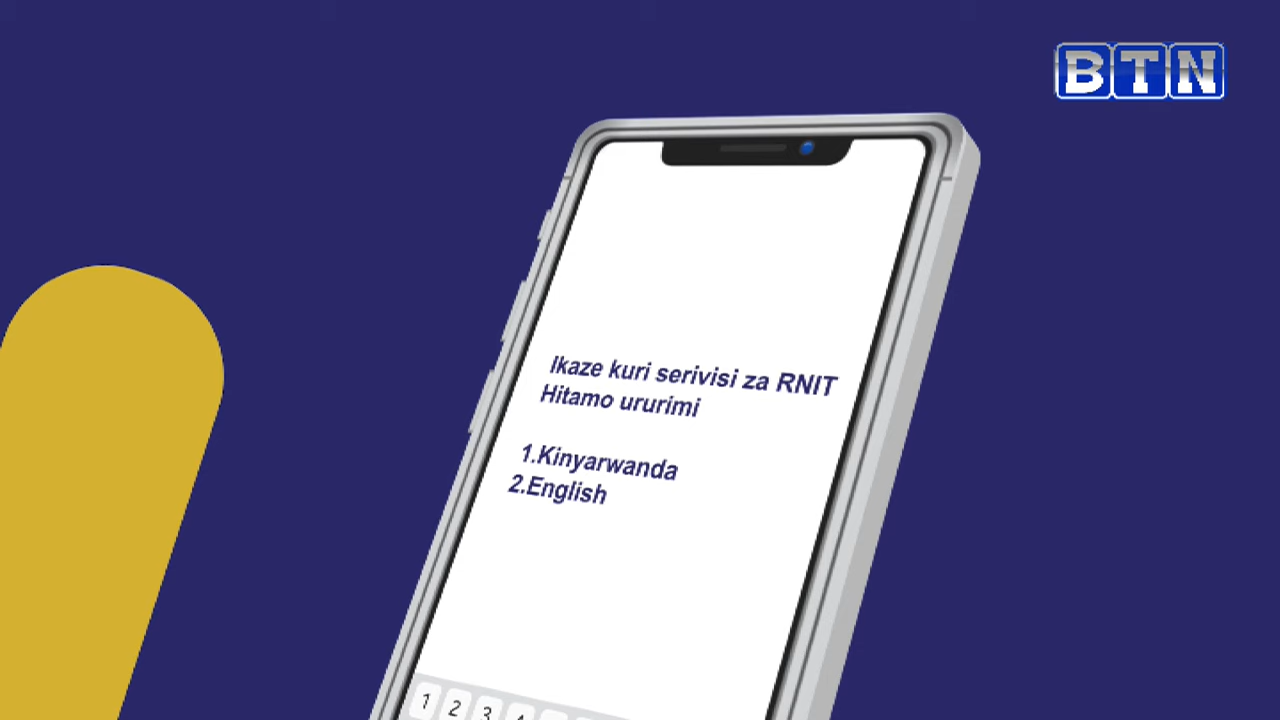 BTN
Ikaze kuri serivisi za RNIT
Hitamo ururimi
1.Kinyarwanda
2.English
1 2 3